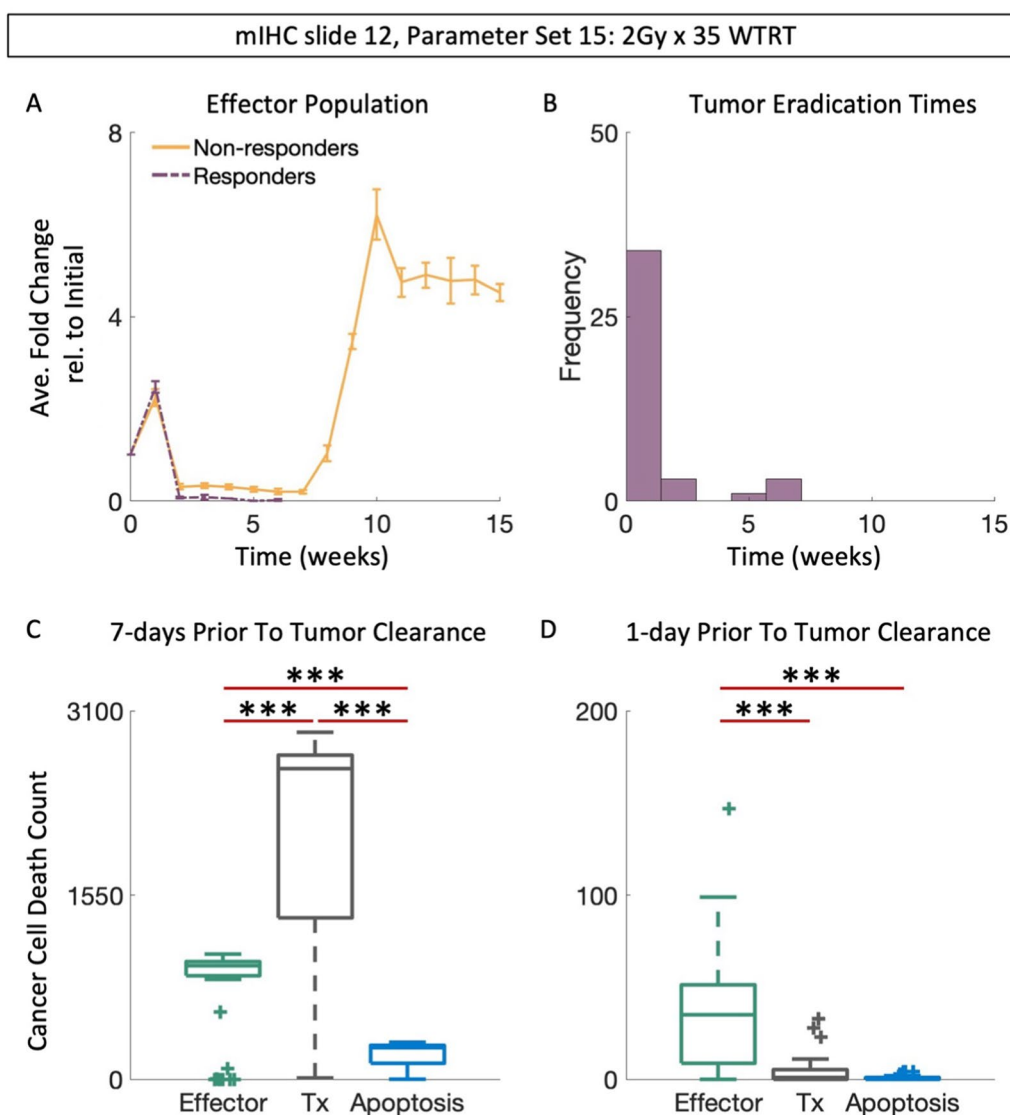 mIHC slide 12, Parameter Set 15: 2Gy x 35 WTRT
A
Effector Population
8
4
0
Ave. Fold Change
rel. to Initial
Non-responders
Responders
0 5 10 15
Time (weeks)
B
Tumor Eradication Times
50
25
0
Frequency
0 5 10 15
Time (weeks)
C
7-days Prior To Tumor Clearance
***
*** ***
3100
1550
0
Cancer Cell Death Count
Effector Tx Apoptosis
D
1-day Prior To Tumor Clearance
***
***
200
100
0
Effector Tx Apoptosis